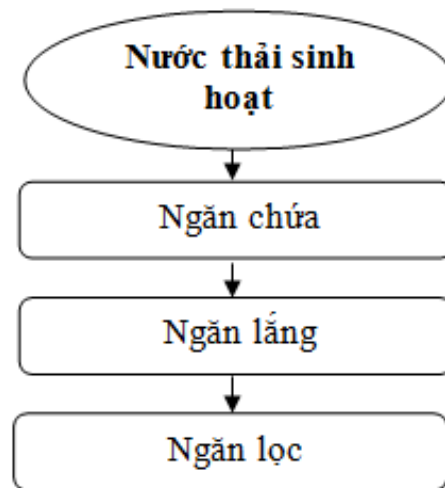 Nước thải sinh
hoạt
Ngăn chứa
Ngăn lắng
Ngăn lọc